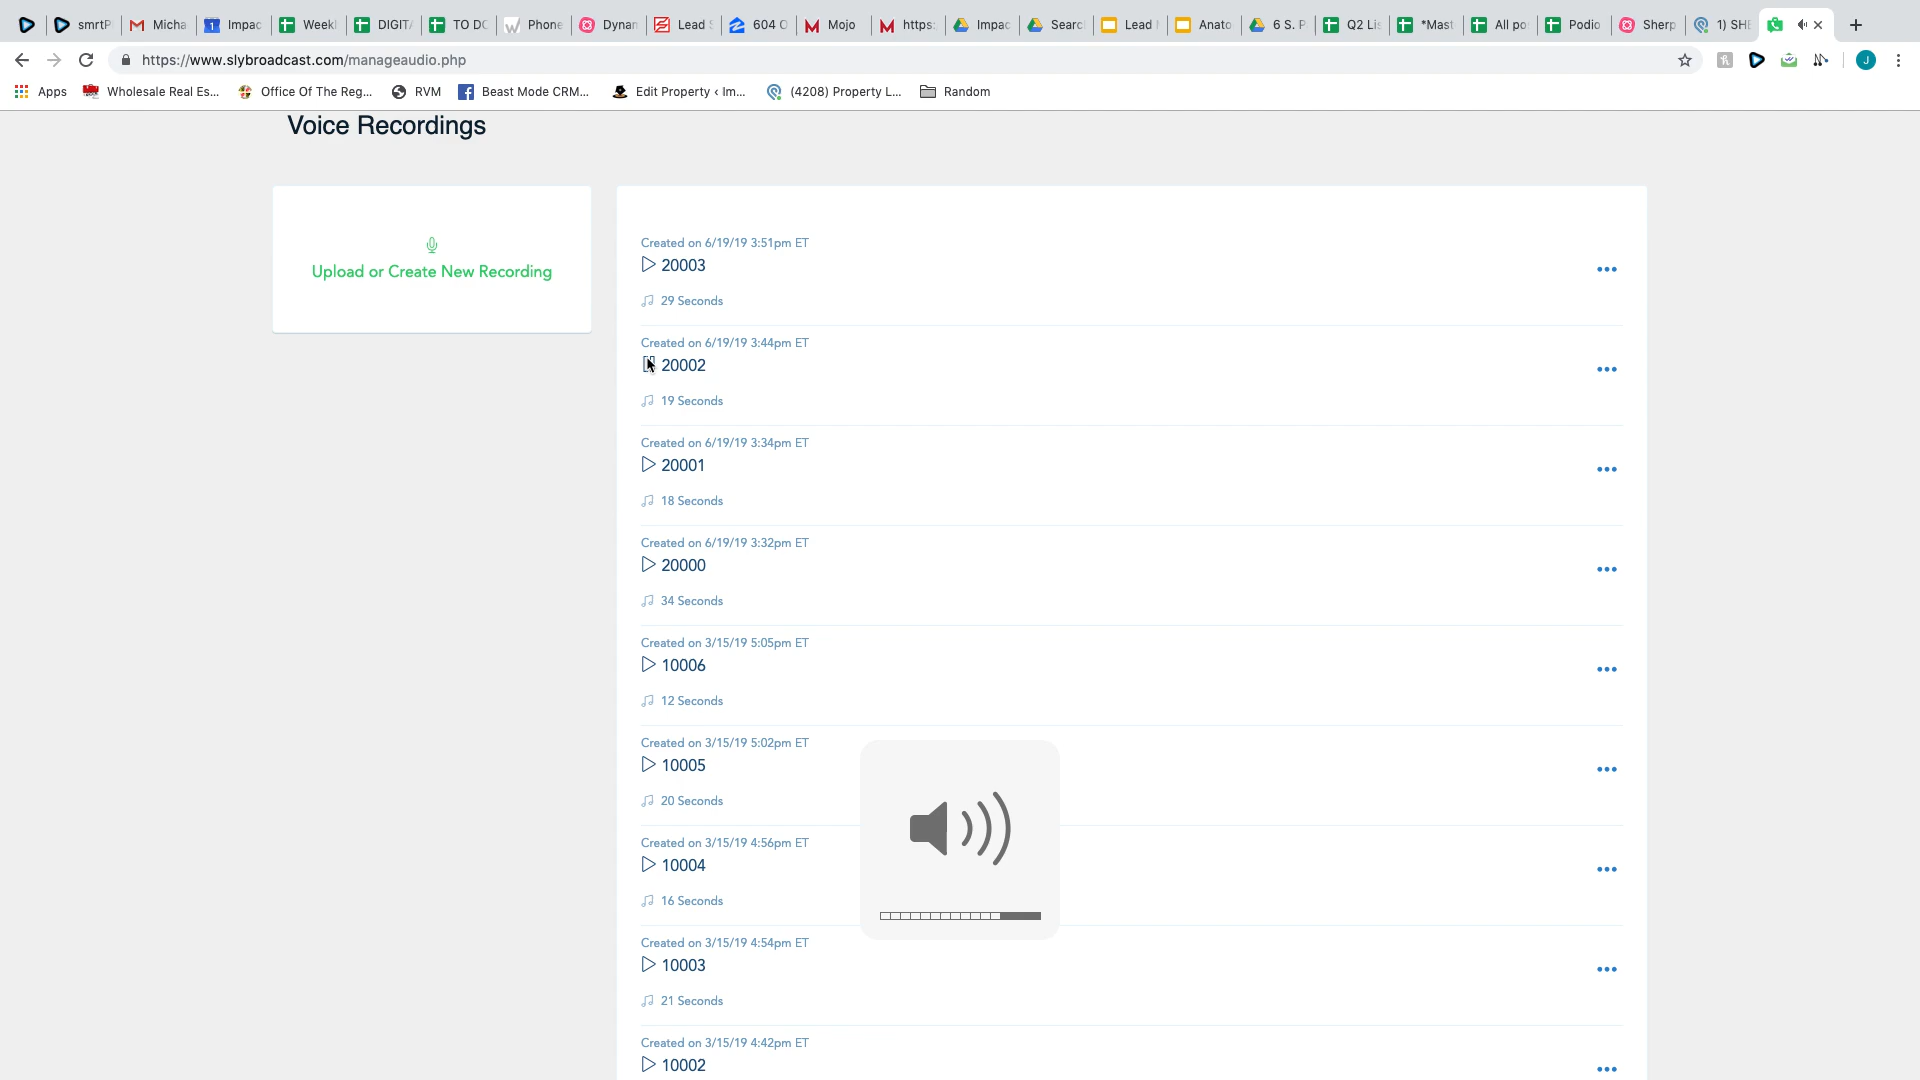 smrtP
Micha
Impac
Weekl
DIGITA
TO DO
Phone
Dynan
Lead S
604 O
Mojo
https:
Impac
Searc
Lead
Anato
6 S. P
Q2 Lis
*Mast
All po
Podio
Sherp
1) SHE
https://www.slybroadcast.com/manageaudio.php
J
Apps
Wholesale Real Es...
Office Of The Reg...
RVM
Beast Mode CRM...
Edit Property ‹ Im...
(4208) Property L...
Random
Voice Recordings
Upload or Create New Recording
Created on 6/19/19 3:51pm ET
20003
29 Seconds
Created on 6/19/19 3:44pm ET
20002
19 Seconds
Created on 6/19/19 3:34pm ET
20001
18 Seconds
Created on 6/19/19 3:32pm ET
20000
34 Seconds
Created on 3/15/19 5:05pm ET
10006
12 Seconds
Created on 3/15/19 5:02pm ET
10005
20 Seconds
Created on 3/15/19 4:56pm ET
10004
16 Seconds
Created on 3/15/19 4:54pm ET
10003
21 Seconds
Created on 3/15/19 4:42pm ET
10002